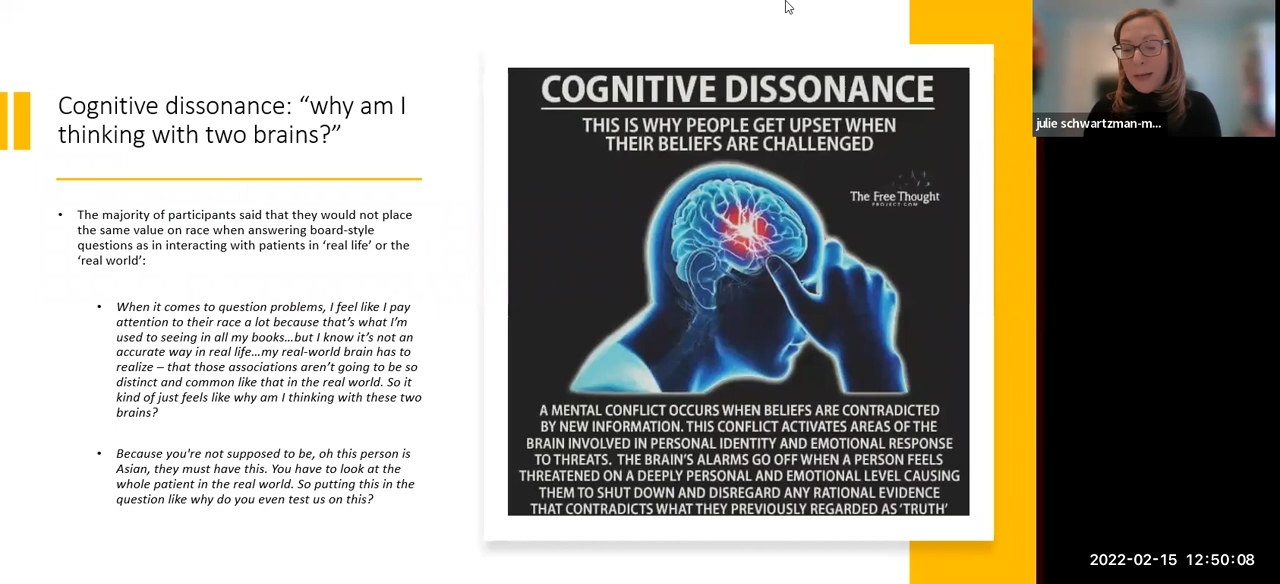 Cognitive dissonance: “why am I
thinking with two brains?”
• The majority of participants said that they would not place
the same value on race when answering board-style
questions as in interacting with patients in ‘real life’ or the
‘real world’:
• When it comes to question problems, I feel like I pay
attention to their race a lot because that’s what I’m
used to seeing in all my books…but I know it’s not an
accurate way in real life…my real-world brain has to
realize – that those associations aren’t going to be so
distinct and common like that in the real world. So it
kind of just feels like why am I thinking with these two
brains?
• Because you're not supposed to be, oh this person is
Asian, they must have this. You have to look at the
whole patient in the real world. So putting this in the
question like why do you even test us on this?
COGNITIVE DISSONANCE
THIS IS WHY PEOPLE GET UPSET WHEN
THEIR BELIEFS ARE CHALLENGED
The Free Thought
PROJECT.COM
A MENTAL CONFLICT OCCURS WHEN BELIEFS ARE CONTRADICTED
BY NEW INFORMATION. THIS CONFLICT ACTIVATES AREAS OF THE
BRAIN INVOLVED IN PERSONAL IDENTITY AND EMOTIONAL RESPONSE
TO THREATS. THE BRAIN’S ALARMS GO OFF WHEN A PERSON FEELS
THREATENED ON A DEEPLY PERSONAL AND EMOTIONAL LEVEL CAUSING
THEM TO SHUT DOWN AND DISREGARD ANY RATIONAL EVIDENCE
THAT CONTRADICTS WHAT THEY PREVIOUSLY REGARDED AS ‘TRUTH’
julie schwartzman-m...
2022-02-15 12:50:08